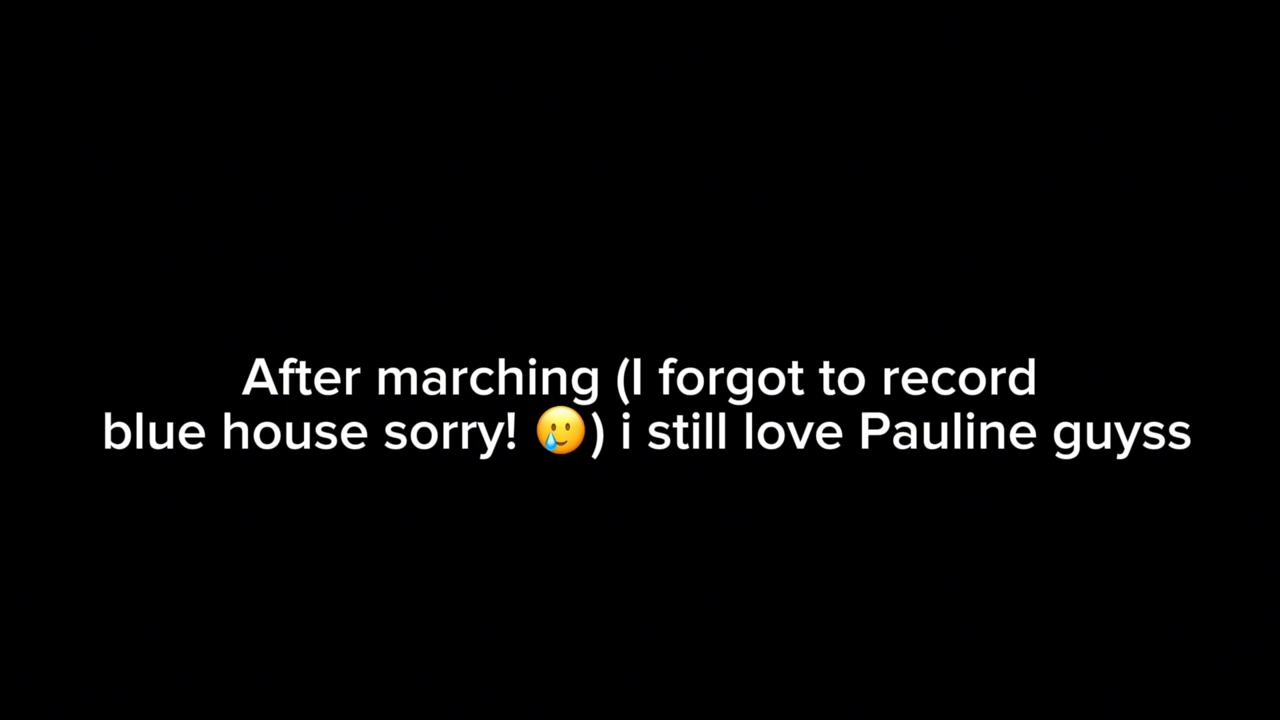 After marching (I forgot to record
blue house sorry! 🥲) i still love Pauline guyss